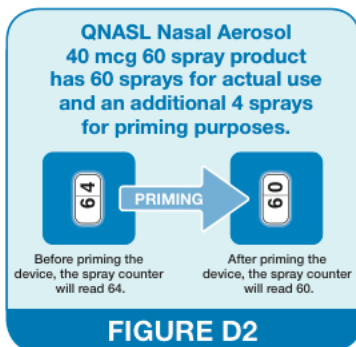 QNASL Nasal Aerosol
40 mcg 60 spray product
has 60 sprays for actual use
and an additional 4 sprays
for priming purposes.
64
PRIMING
60
Before priming the
device, the spray counter
will read 64.
After priming the
device, the spray counter
will read 60.
FIGURE D2